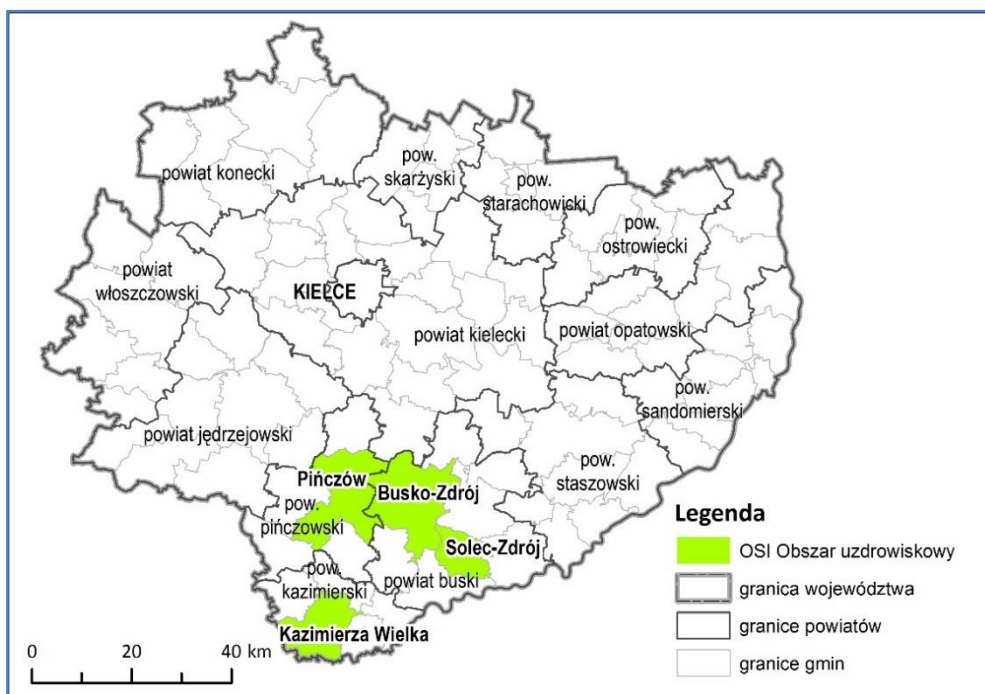 powiat konecki
pow.
skarżyski
pow.
starachowicki
pow.
ostrowiecki
powiat
włoszczowski
KIELCE
powiat kielecki
powiat opatowski
pow.
sandomierski
powiat jędrzejowski
pow.
staszowski
Pińczów
Busko-Zdrój
pow.
pińczowski
Solec-Zdrój
pow.
kazimierski
powiat buski
Kazimierza Wielka
0 20 40 km
Legenda
OSI Obszar uzdrowiskowy
granica województwa
granice powiatów
granice gmin